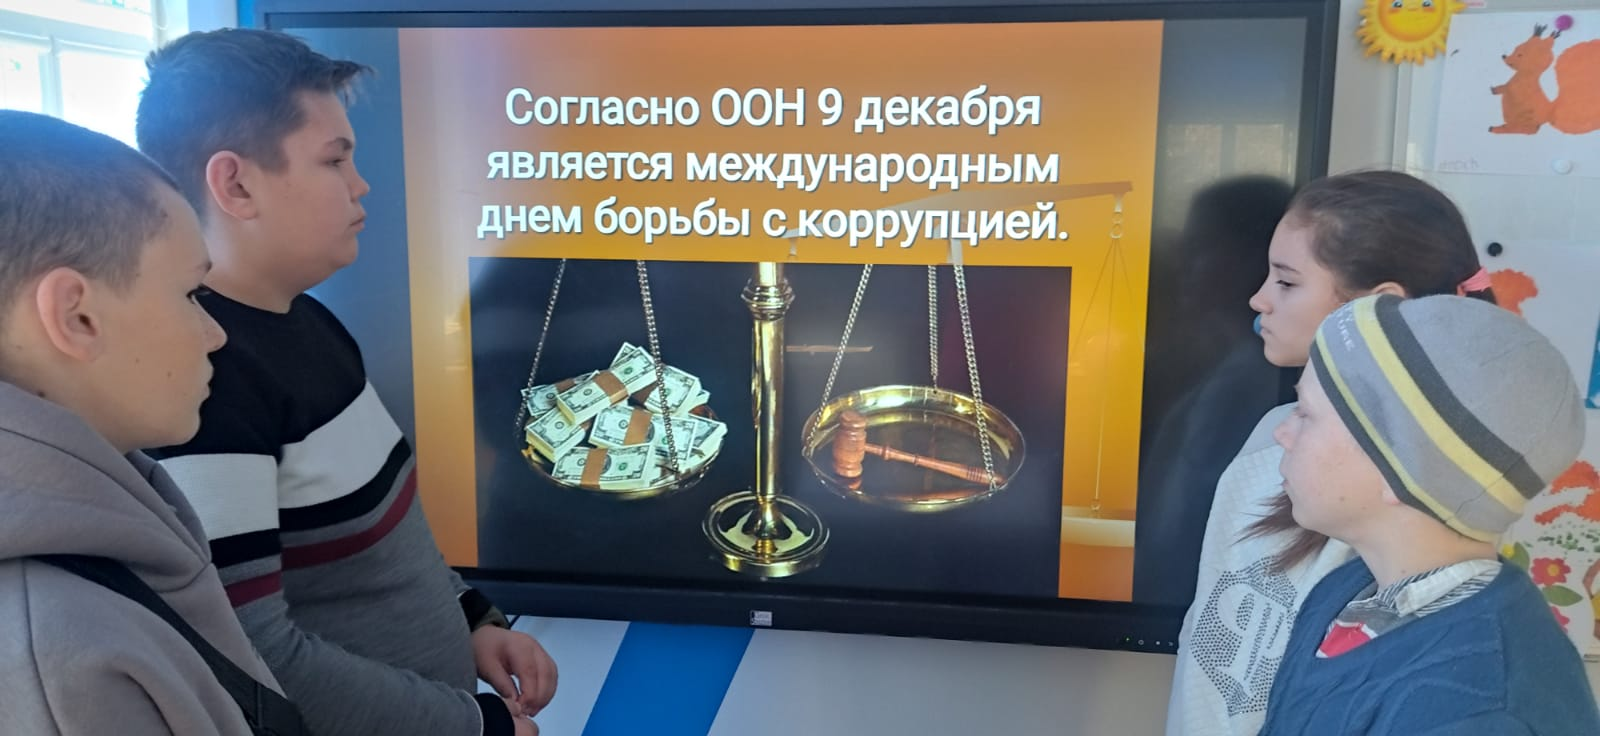 Согласно ООН 9 декабря
является международным
днем борьбы с коррупцией.